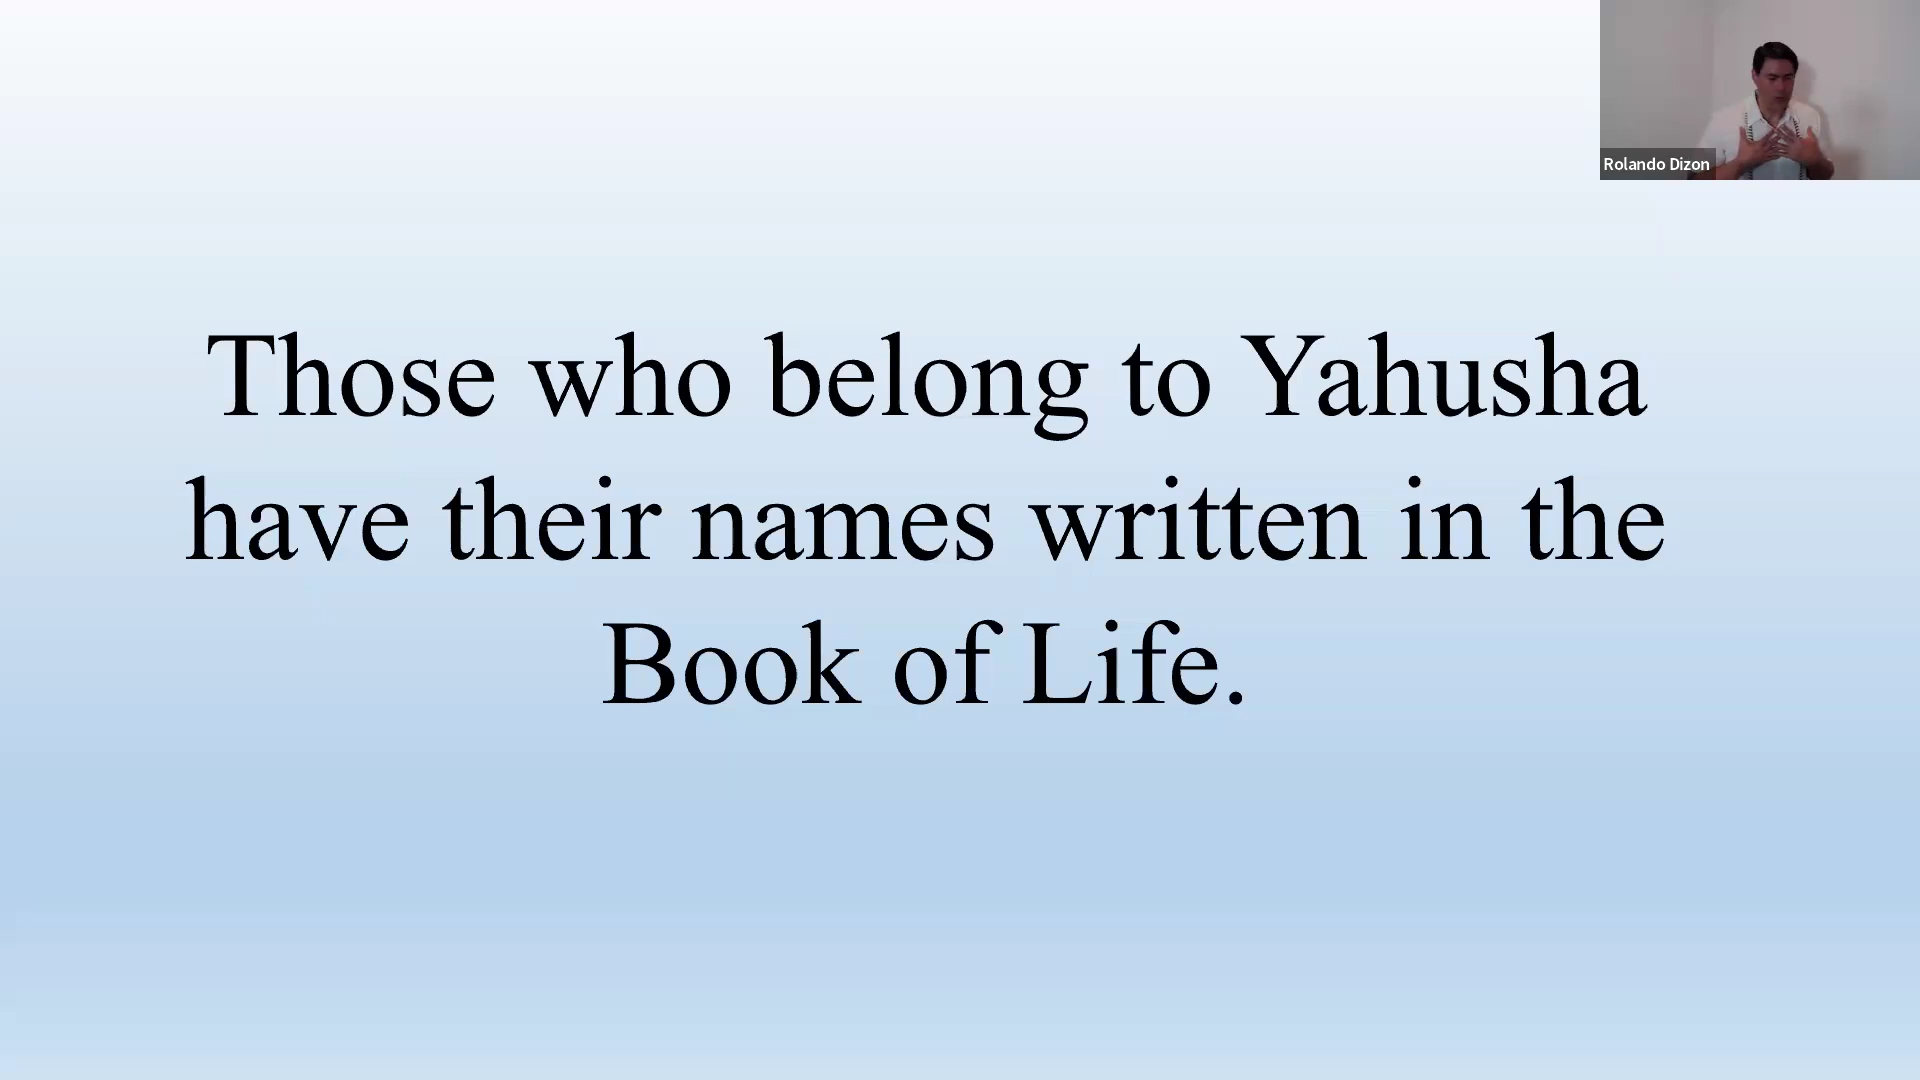 Rolando Dizon
Those who belong to Yahusha
have their names written in the
Book of Life.